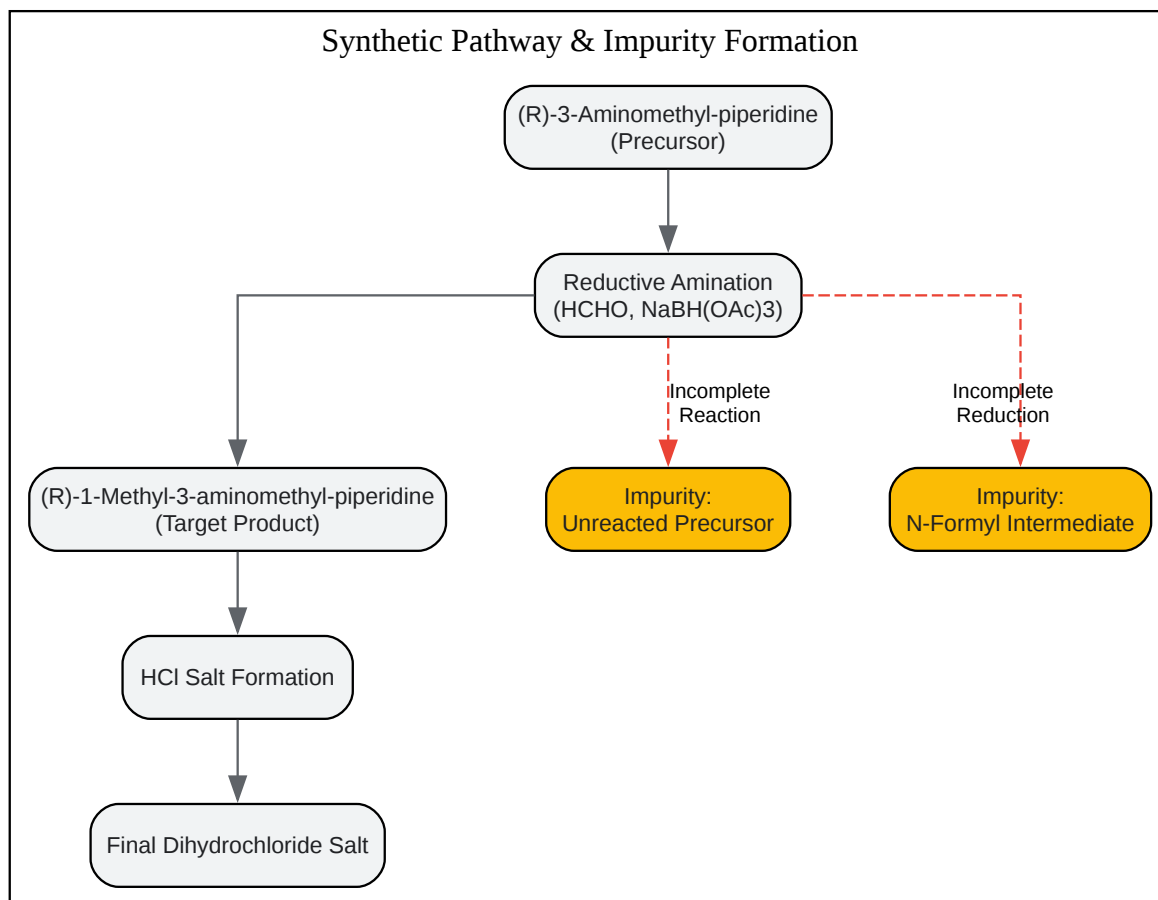 Synthetic Pathway & Impurity Formation
(R)-3-Aminomethyl-piperidine
(Precursor)
Reductive Amination
(HCHO, NaBH(OAc)3)
Incomplete
Reaction
Incomplete
Reduction
(R)-1-Methyl-3-aminomethyl-piperidine
(Target Product)
Impurity:
Unreacted Precursor
Impurity:
N-Formyl Intermediate
HCl Salt Formation
Final Dihydrochloride Salt